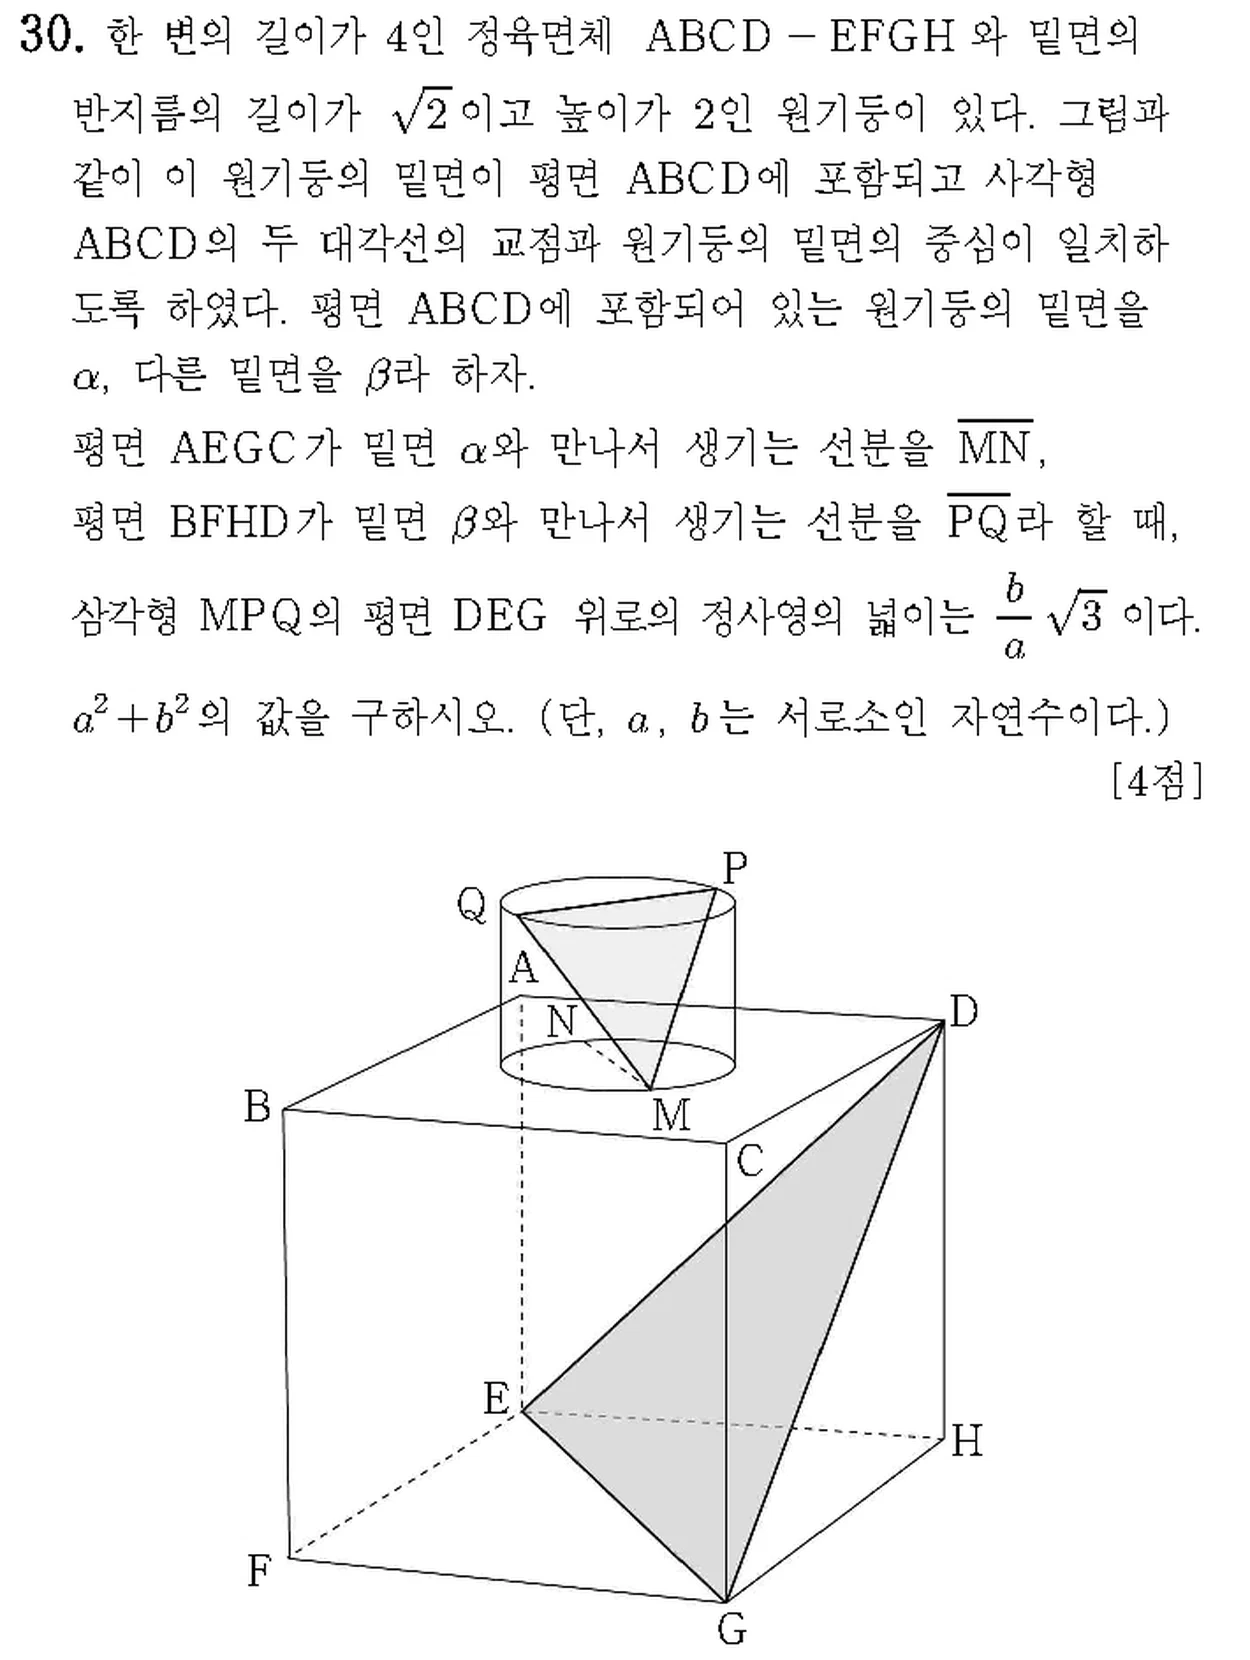 30. 한 변의 길이가 4인 정육면체 ABCD-EFGH와 밑면의
반지름의 길이가 √2이고 높이가 2인 원기둥이 있다. 그림과
같이 이 원기둥의 밑면이 평면 ABCD에 포함되고 사각형
ABCD의 두 대각선의 교점과 원기둥의 밑면의 중심이 일치하
도록 하였다. 평면 ABCD에 포함되어 있는 원기둥의 밑면을
α, 다른 밑면을 β라 하자.
평면 AEGC가 밑면 α와 만나서 생기는 선분을 \overline{MN},
평면 BFHD가 밑면 β와 만나서 생기는 선분을 \overline{PQ}라 할 때,
삼각형 MPQ의 평면 DEG 위로의 정사영의 넓이는 b/a √3 이다.
a²+b²의 값을 구하시오. (단, a, b는 서로소인 자연수이다.)
[4점]
P
Q
A
N
D
B
M
C
E
H
F
G